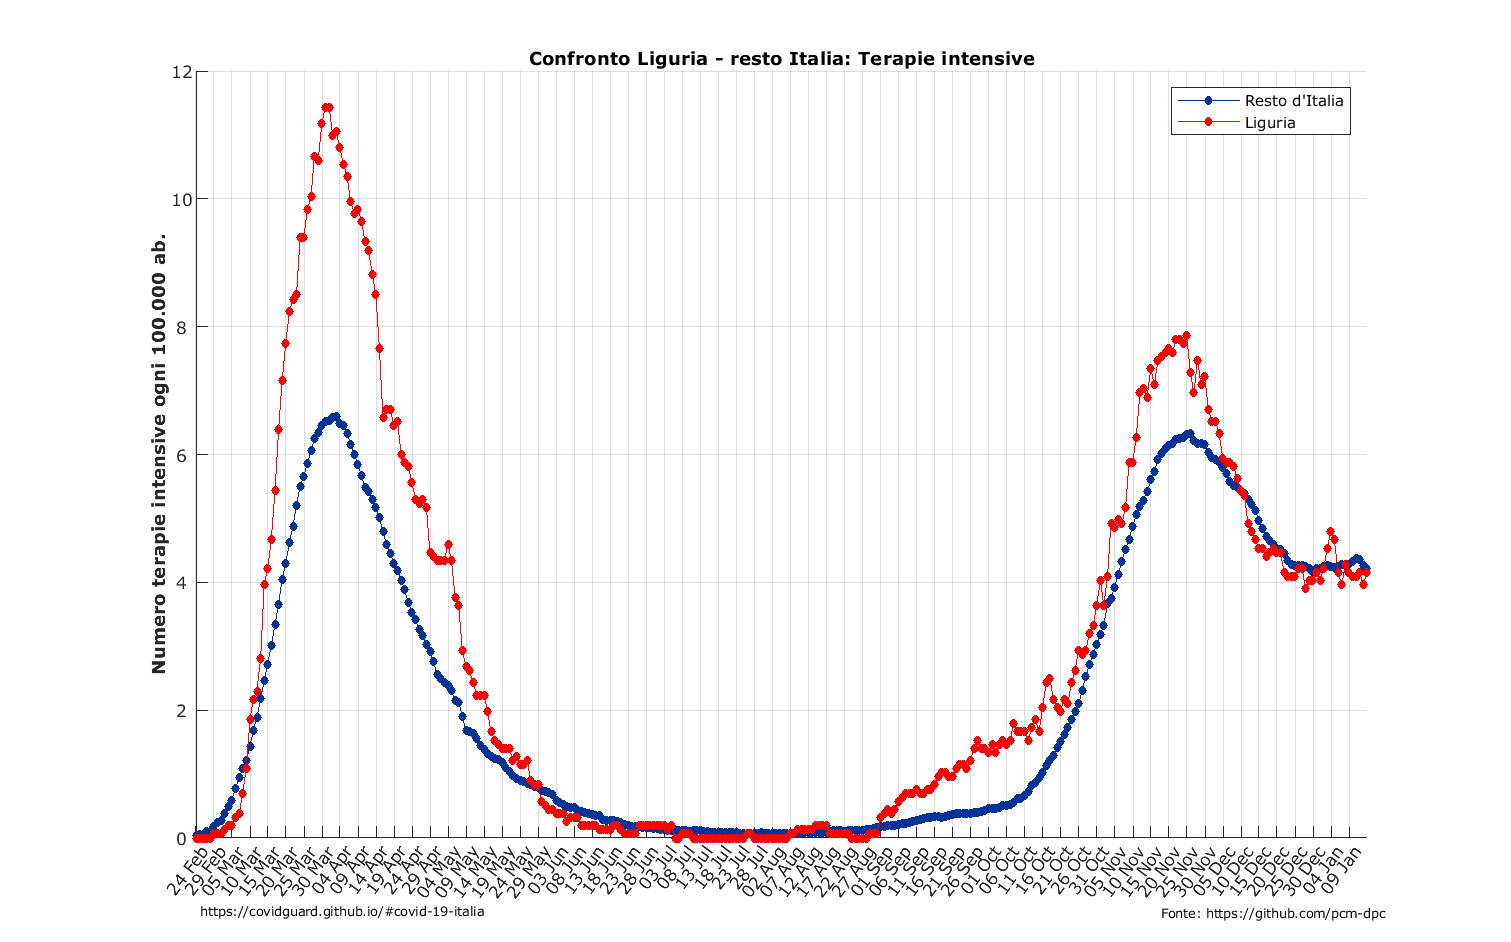 Confronto Liguria - resto Italia: Terapie intensive
Resto d'Italia
Liguria
Numero terapie intensive ogni 100.000 ab.
12
10
8
6
4
2
0
24 Feb
29 Feb
05 Mar
10 Mar
15 Mar
20 Mar
25 Mar
30 Mar
04 Apr
09 Apr
14 Apr
19 Apr
24 Apr
29 Apr
04 May
09 May
14 May
19 May
24 May
29 May
03 Jun
08 Jun
13 Jun
18 Jun
23 Jun
28 Jun
03 Jul
08 Jul
13 Jul
18 Jul
23 Jul
28 Jul
02 Aug
07 Aug
12 Aug
17 Aug
22 Aug
27 Aug
01 Sep
06 Sep
11 Sep
16 Sep
21 Sep
26 Sep
01 Oct
06 Oct
11 Oct
16 Oct
21 Oct
26 Oct
31 Oct
05 Nov
10 Nov
15 Nov
20 Nov
25 Nov
30 Nov
05 Dec
10 Dec
15 Dec
20 Dec
25 Dec
30 Dec
04 Jan
09 Jan
https://covidguard.github.io/#covid-19-italia
Fonte: https://github.com/pcm-dpc